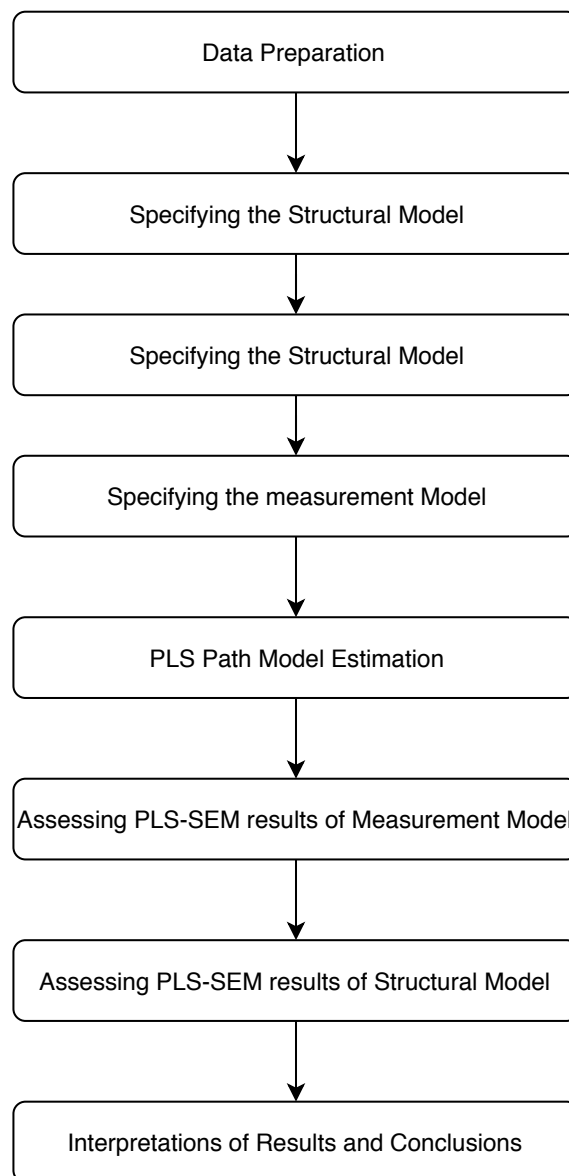 Data Preparation
Specifying the Structural Model
Specifying the Structural Model
Specifying the measurement Model
PLS Path Model Estimation
Assessing PLS-SEM results of Measurement Model
Assessing PLS-SEM results of Structural Model
Interpretations of Results and Conclusions